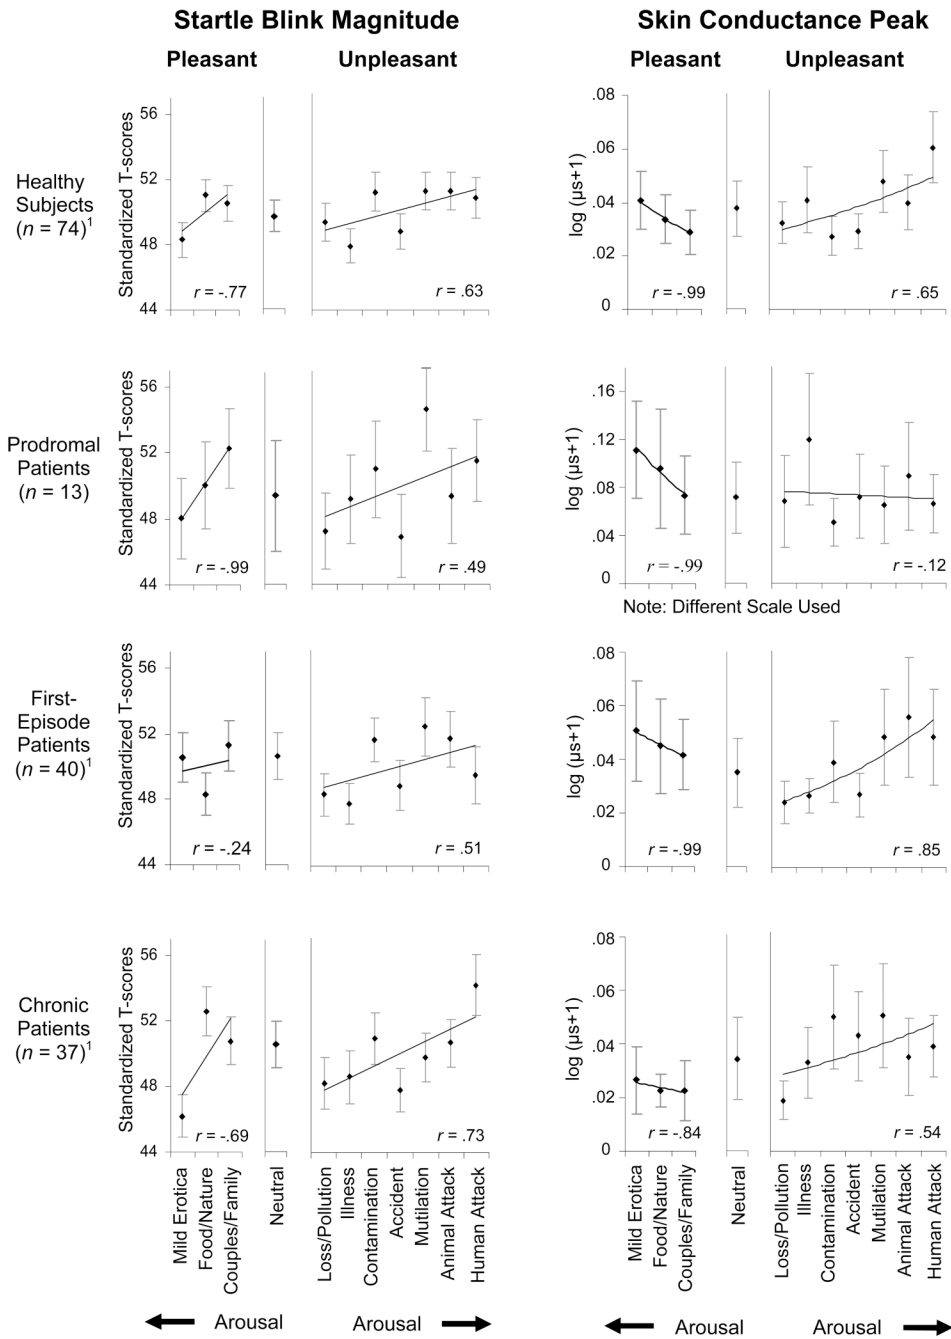 Startle Blink Magnitude
Skin Conductance Peak
Pleasant
Unpleasant
Pleasant
Unpleasant
Healthy
Subjects
(n = 74)1
Standardized T-scores
56
52
48
44
r = -.77
r = .63
log (μs+1)
.08
.06
.04
.02
0
r = -.99
r = .65
Prodromal
Patients
(n = 13)
Standardized T-scores
56
52
48
44
r = -.99
r = .49
log (μs+1)
.16
.12
.08
.04
0
r = -.99
r = -.12
Note: Different Scale Used
First-
Episode
Patients
(n = 40)1
Standardized T-scores
56
52
48
44
r = -.24
r = .51
log (μs+1)
.08
.06
.04
.02
0
r = -.99
r = .85
Chronic
Patients
(n = 37)1
Standardized T-scores
56
52
48
44
r = -.69
r = .73
log (μs+1)
.08
.06
.04
.02
0
r = -.84
r = .54
Mild Erotica
Food/Nature
Couples/Family
Neutral
Loss/Pollution
Illness
Contamination
Accident
Mutilation
Animal Attack
Human Attack
Mild Erotica
Food/Nature
Couples/Family
Neutral
Loss/Pollution
Illness
Contamination
Accident
Mutilation
Animal Attack
Human Attack
Arousal
Arousal
Arousal
Arousal